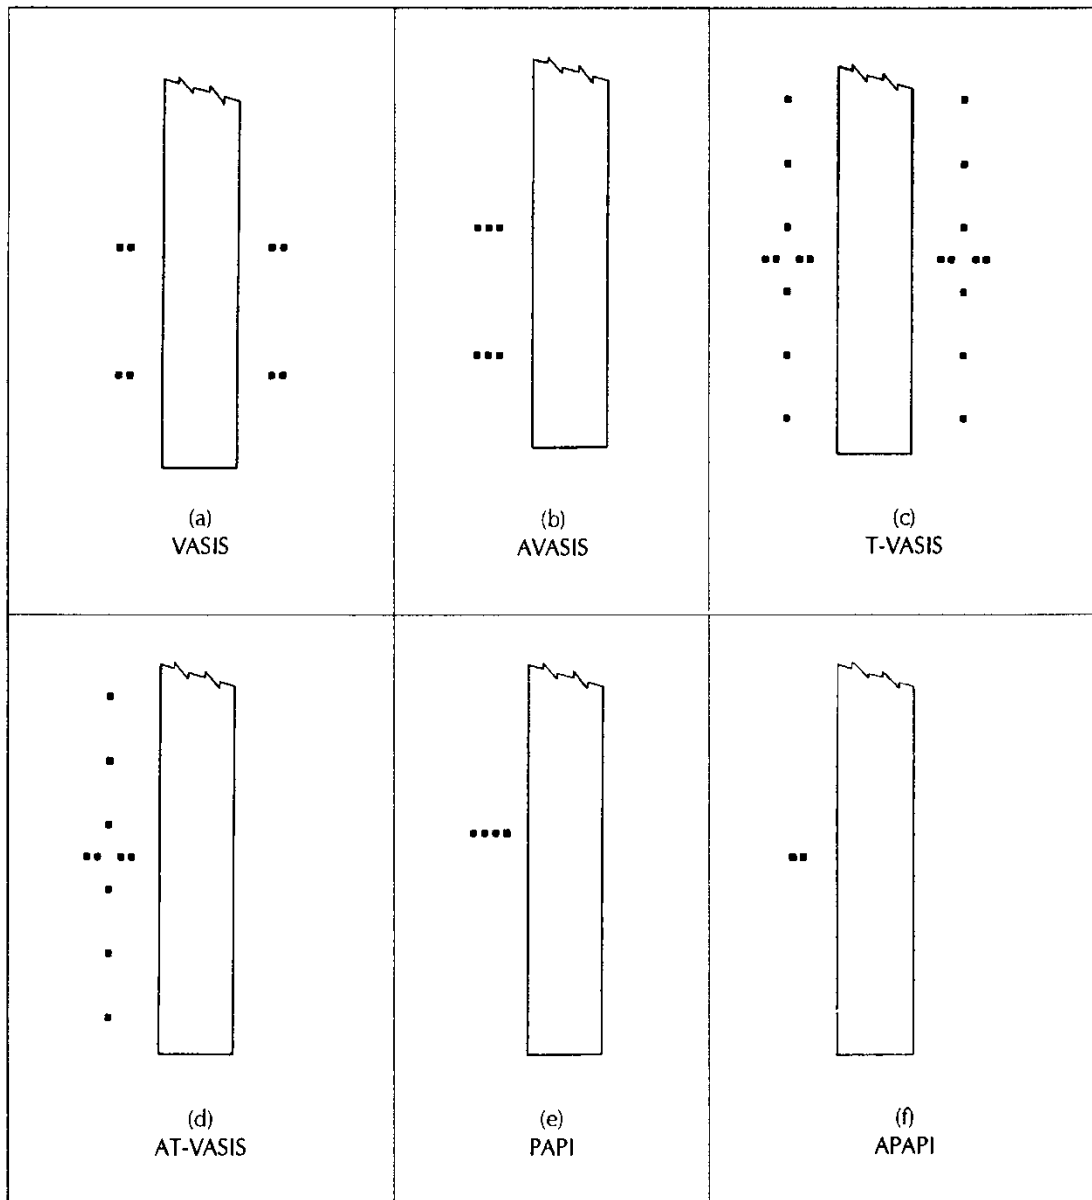 (a)
VASIS
(b)
AVASIS
(c)
T-VASIS
(d)
AT-VASIS
(e)
PAPI
(f)
APAPI